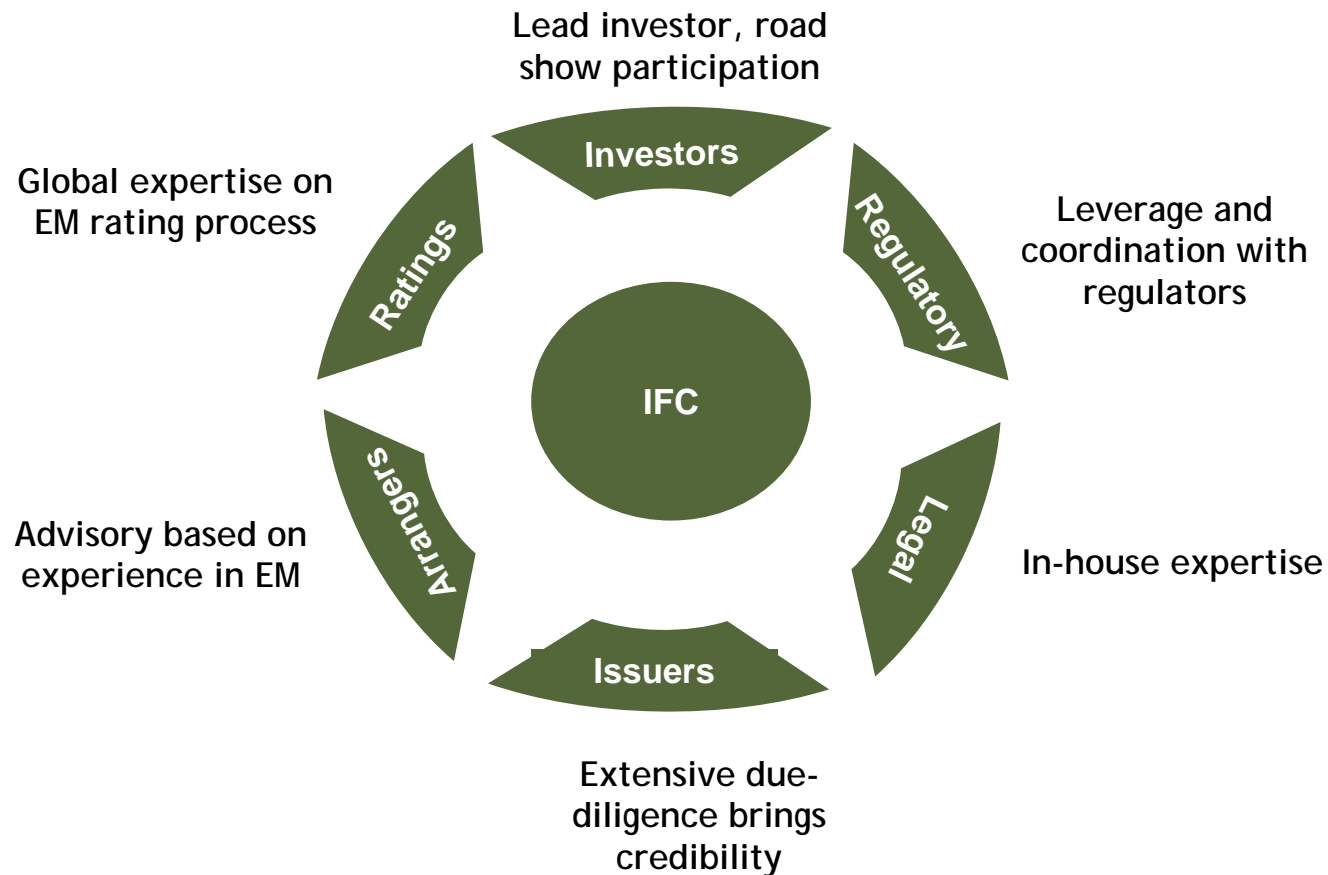 Lead investor, road
show participation
Investors
Global expertise on
EM rating process
Ratings
Regulatory
Leverage and
coordination with
regulators
IFC
Arrangers
Advisory based on
experience in EM
Legal
In-house expertise
Issuers
Extensive due-
diligence brings
credibility